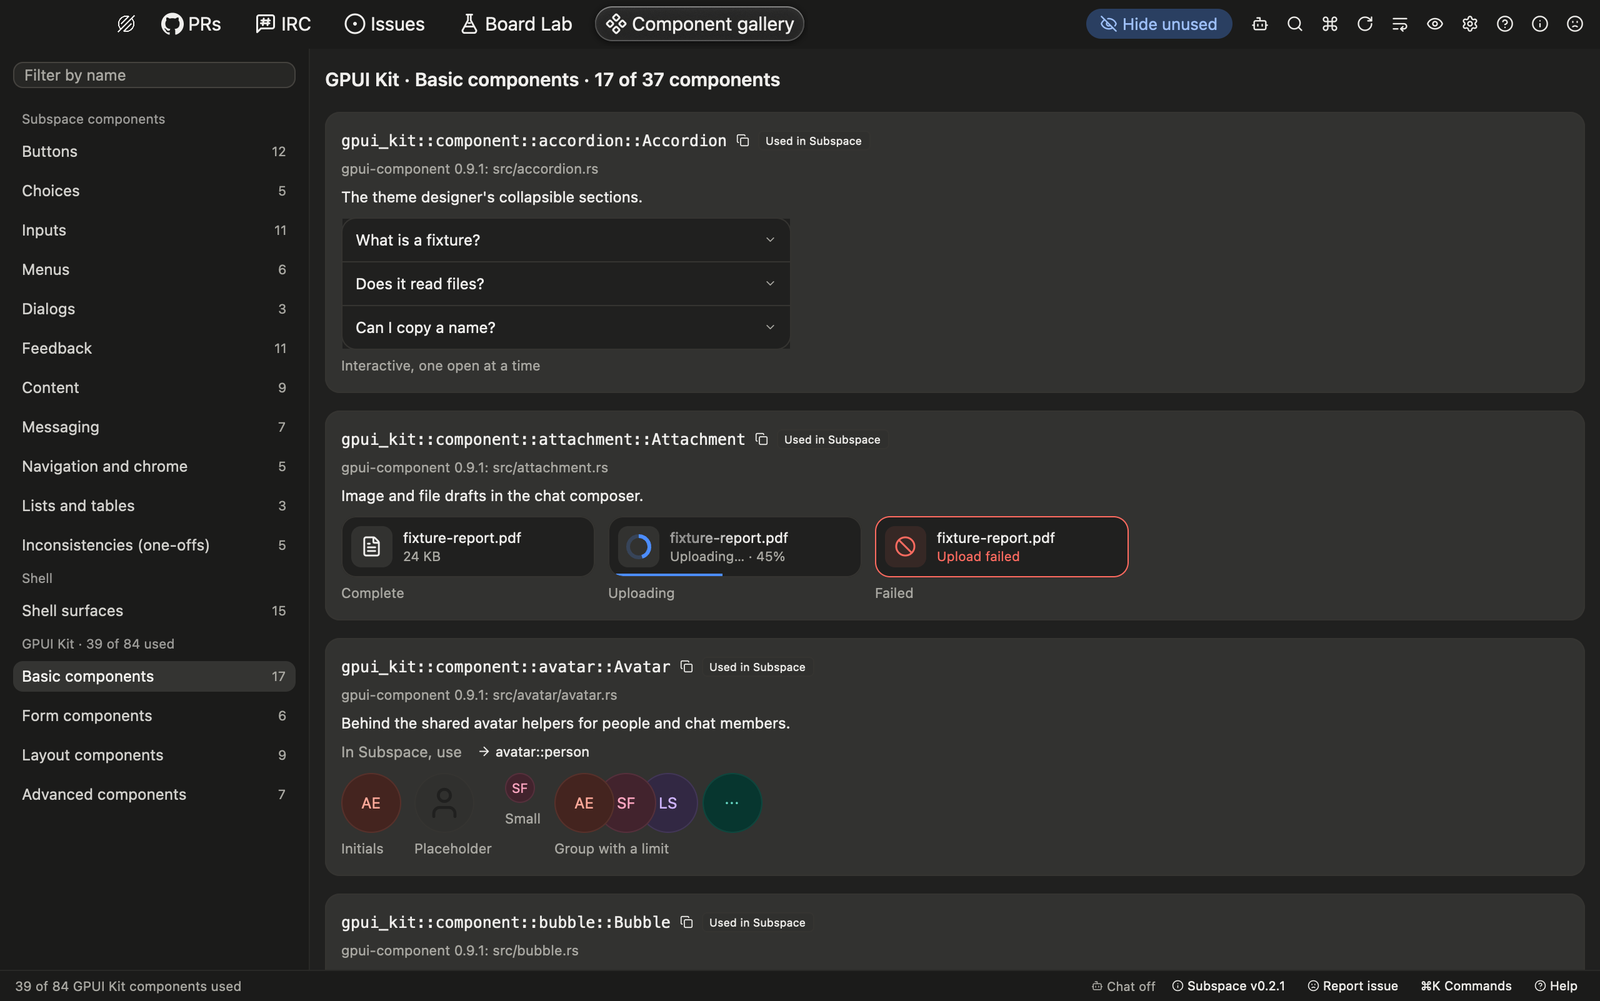 PRs
IRC
Issues
Board Lab
Component gallery
Hide unused
Filter by name
Subspace components
Buttons 12
Choices 5
Inputs 11
Menus 6
Dialogs 3
Feedback 11
Content 9
Messaging 7
Navigation and chrome 5
Lists and tables 3
Inconsistencies (one-offs) 5
Shell
Shell surfaces 15
GPUI Kit · 39 of 84 used
Basic components 17
Form components 6
Layout components 9
Advanced components 7
GPUI Kit · Basic components · 17 of 37 components
gpui_kit::component::accordion::Accordion Used in Subspace
gpui-component 0.9.1: src/accordion.rs
The theme designer's collapsible sections.
What is a fixture?
Does it read files?
Can I copy a name?
Interactive, one open at a time
gpui_kit::component::attachment::Attachment Used in Subspace
gpui-component 0.9.1: src/attachment.rs
Image and file drafts in the chat composer.
fixture-report.pdf
24 KB
Complete
fixture-report.pdf
Uploading... · 45%
Uploading
fixture-report.pdf
Upload failed
Failed
gpui_kit::component::avatar::Avatar Used in Subspace
gpui-component 0.9.1: src/avatar/avatar.rs
Behind the shared avatar helpers for people and chat members.
In Subspace, use → avatar::person
AE
Initials
Placeholder
SF
Small
AE SF LS ...
Group with a limit
gpui_kit::component::bubble::Bubble Used in Subspace
gpui-component 0.9.1: src/bubble.rs
39 of 84 GPUI Kit components used
Chat off
Subspace v0.2.1
Report issue
⌘K Commands
Help